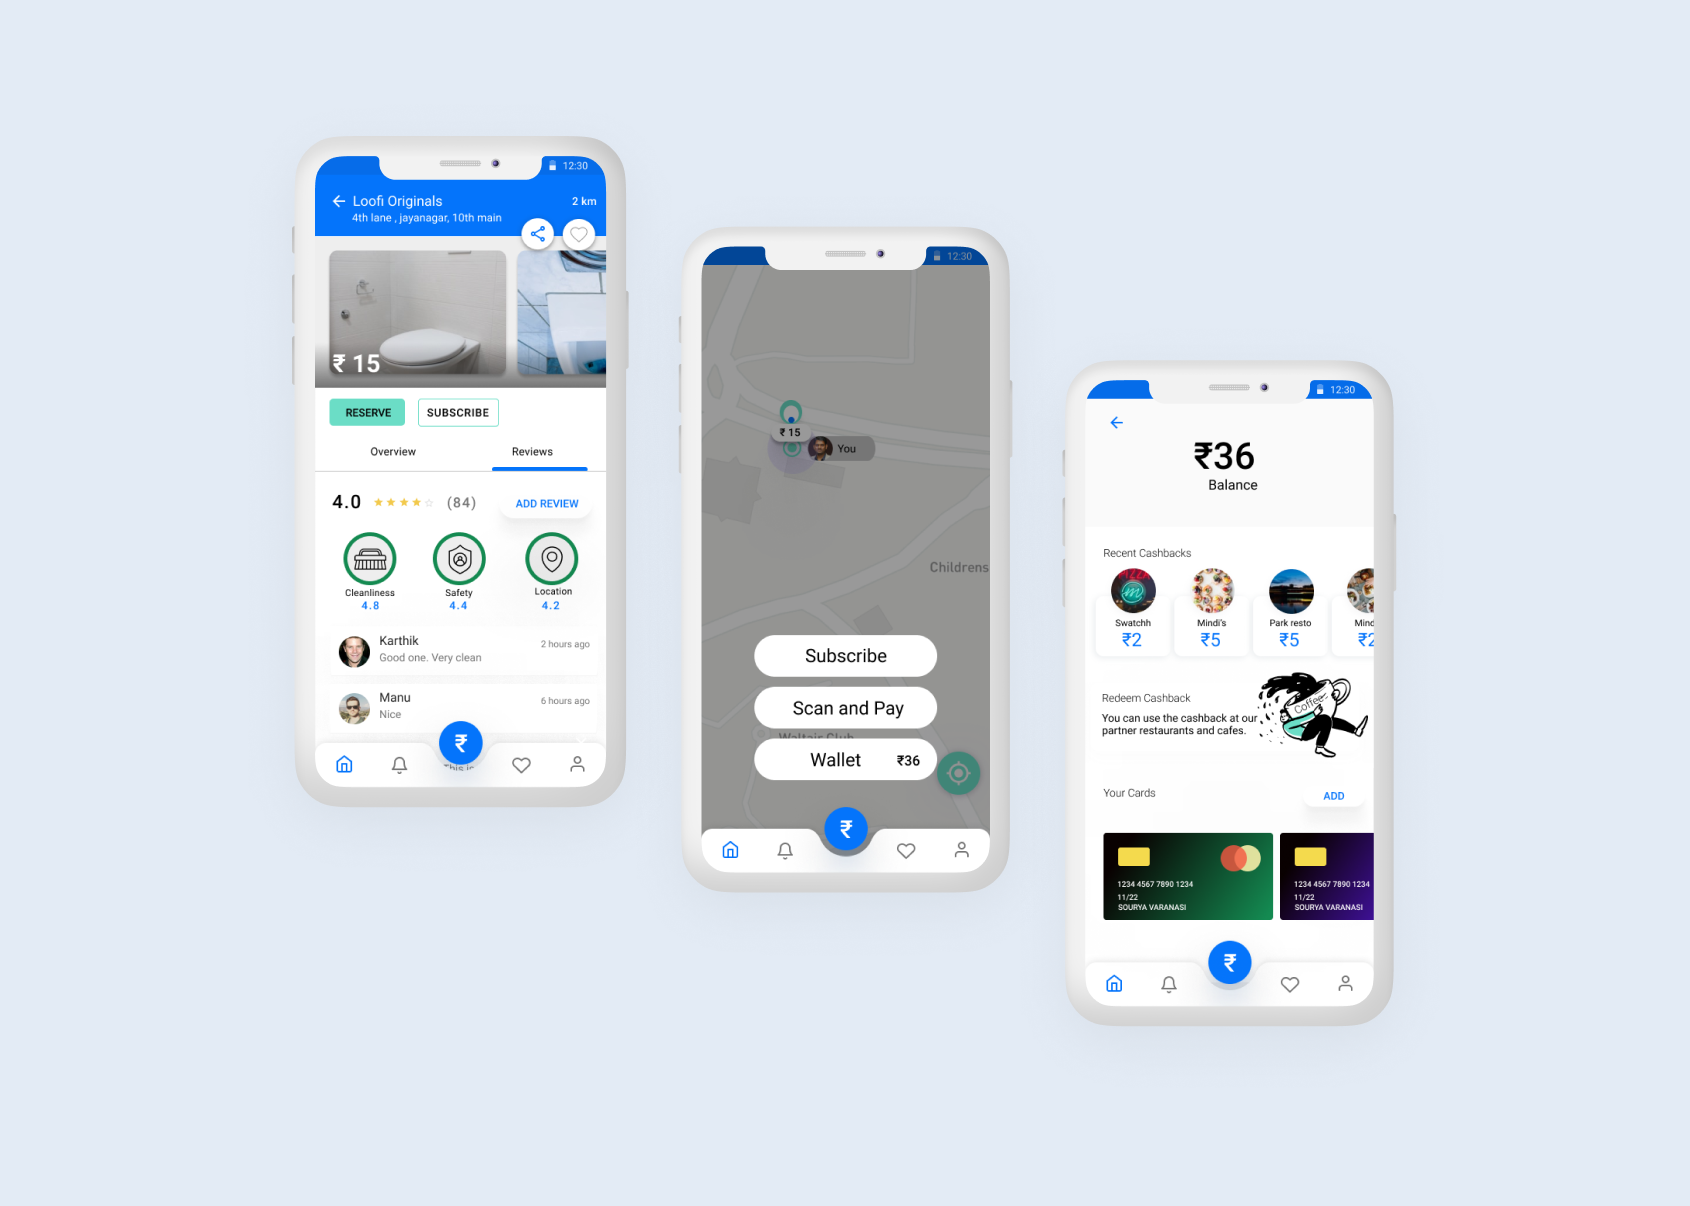 12:30
Loofi Originals
2 km
4th lane , jayanagar, 10th main
₹ 15
RESERVE
SUBSCRIBE
Overview
Reviews
4.0
(84)
ADD REVIEW
Cleanliness
4.8
Safety
4.4
Location
4.2
Karthik
2 hours ago
Good one. Very clean
Manu
6 hours ago
Nice
₹
This is
12:30
₹ 15
You
Childrens
Subscribe
Scan and Pay
Waltair Club
Wallet ₹36
₹
12:30
₹36
Balance
Recent Cashbacks
PIZZA
m
Swatchh
₹2
Mindi's
₹5
Park resto
₹5
Mind
₹2
Redeem Cashback
You can use the cashback at our
partner restaurants and cafes.
Coffee
Your Cards
ADD
1234 4567 7890 1234
11/22
SOURYA VARANASI
1234 4567 7890 1234
11/22
SOURYA VARANASI
₹